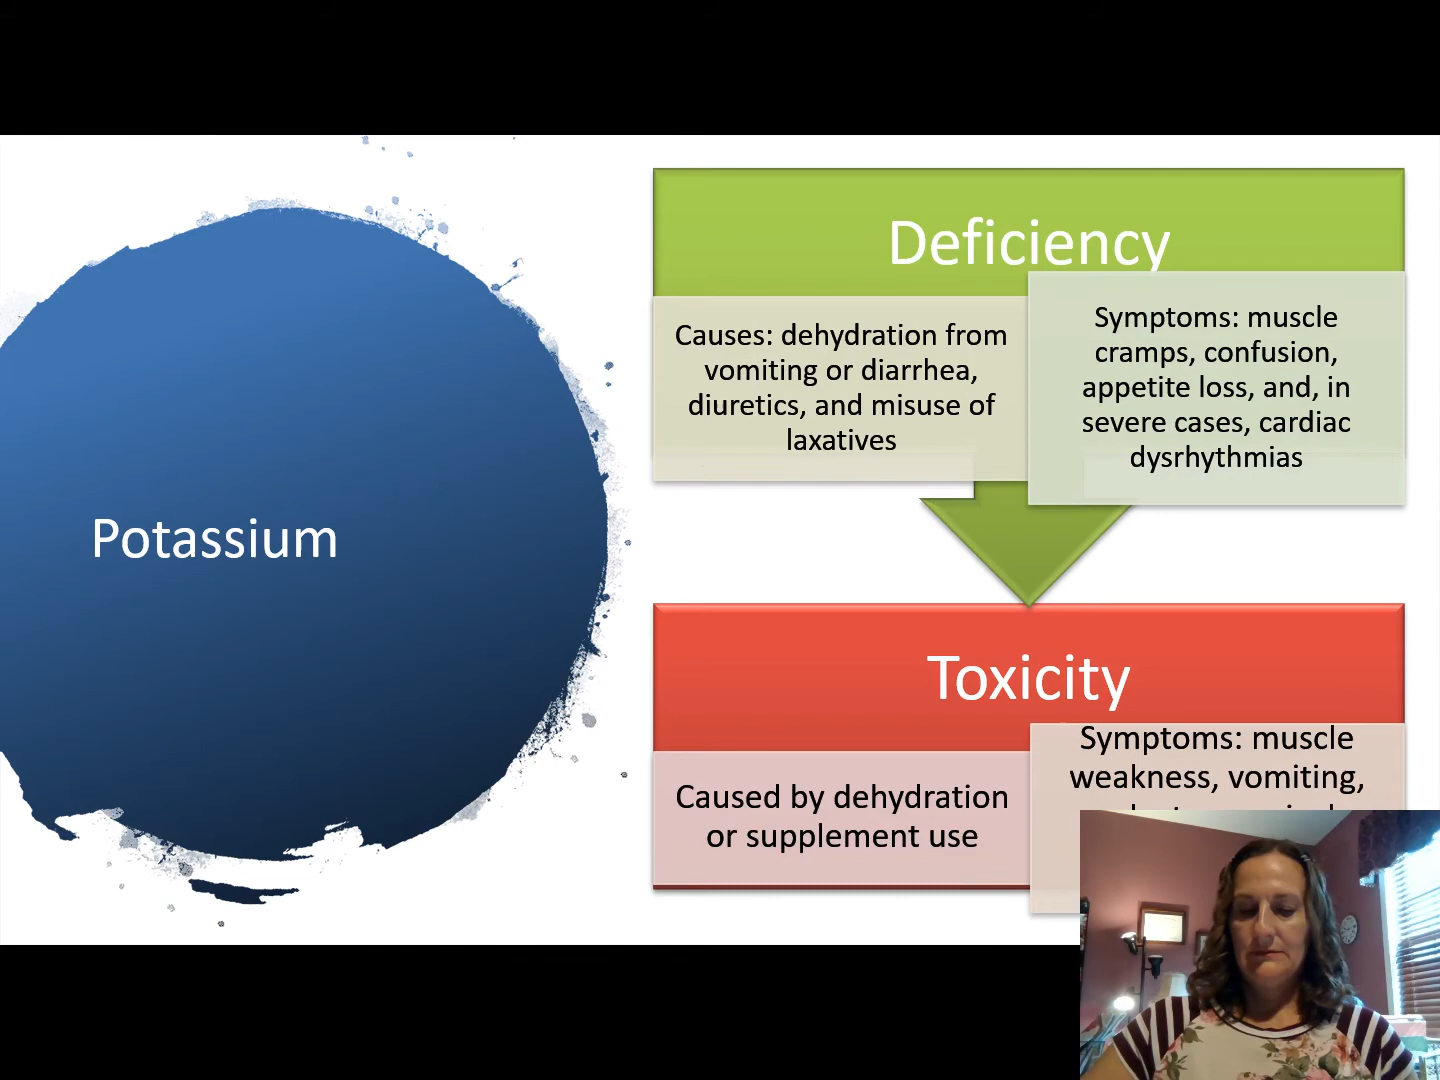 Potassium
Deficiency
Causes: dehydration from
vomiting or diarrhea,
diuretics, and misuse of
laxatives
Symptoms: muscle
cramps, confusion,
appetite loss, and, in
severe cases, cardiac
dysrhythmias
Toxicity
Caused by dehydration
or supplement use
Symptoms: muscle
weakness, vomiting,